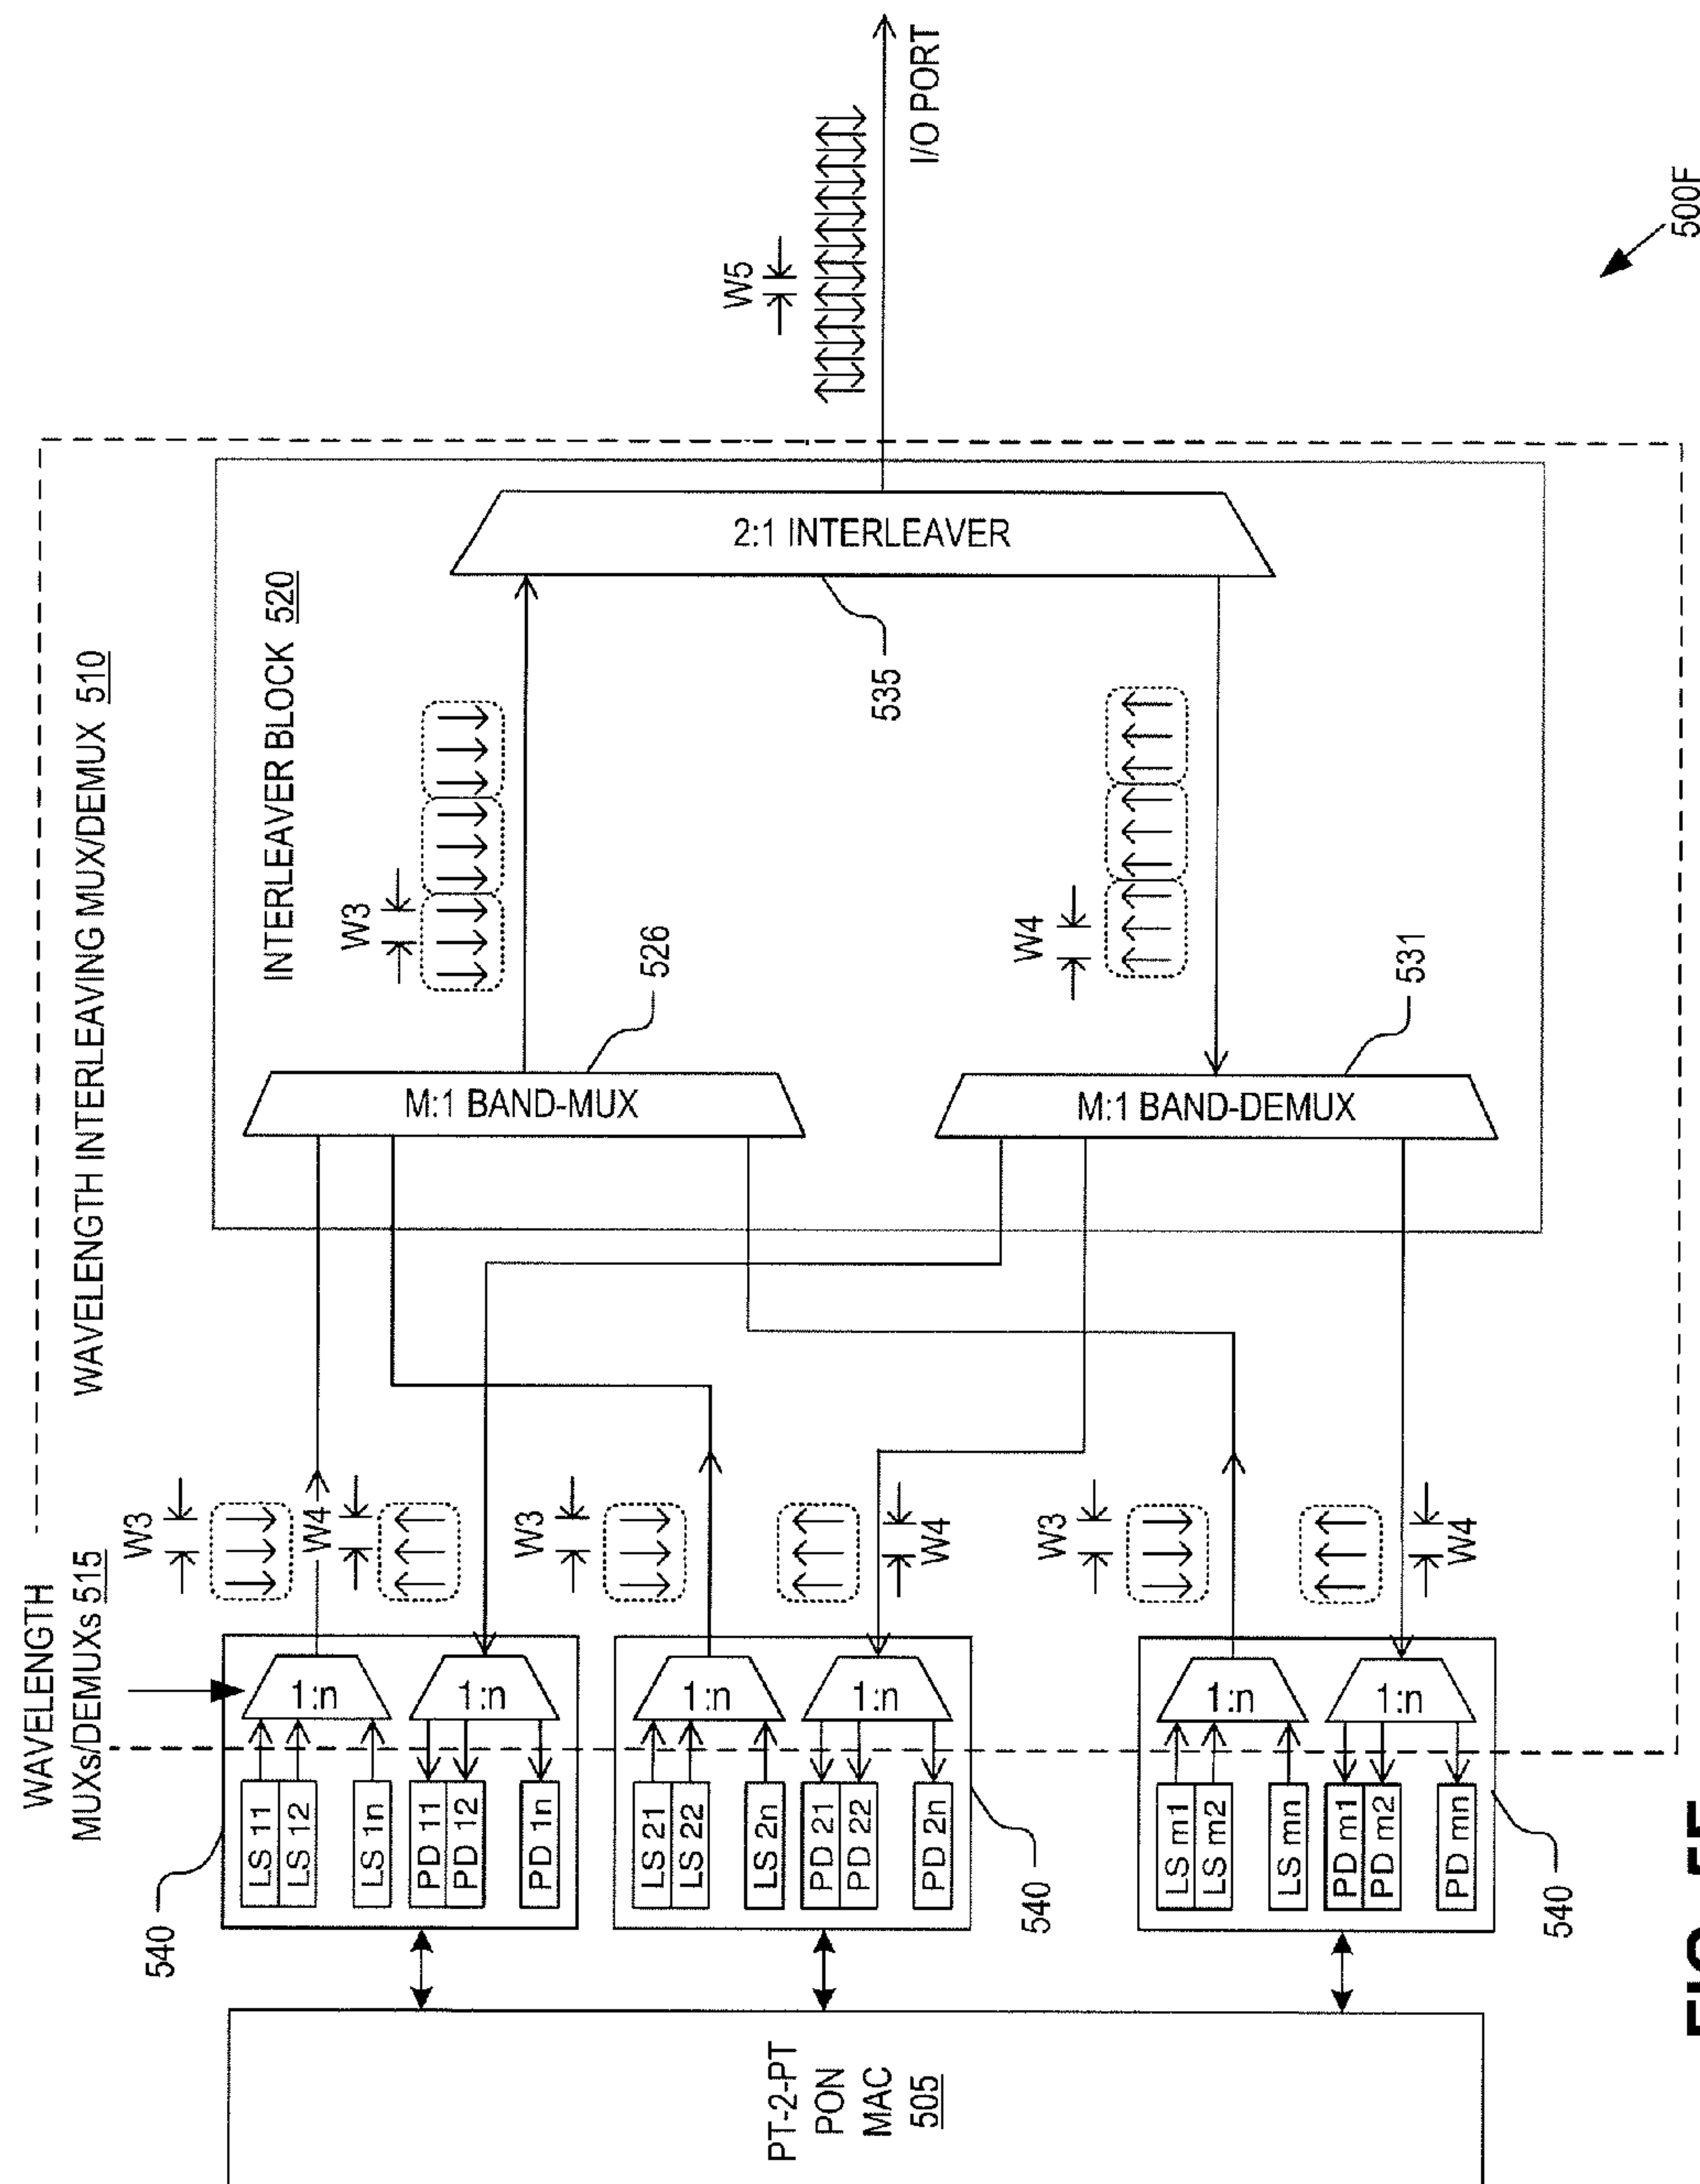 WAVELENGTH
MUXs/DEMUXs 515
WAVELENGTH INTERLEAVING MUX/DEMUX 510
INTERLEAVER BLOCK 520
W3
W4
W3
W4
W3
W4
540
1:n
1:n
LS 11
LS 12
LS 1n
PD 11
PD 12
PD 1n
1:n
1:n
LS 21
LS 22
LS 2n
PD 21
PD 22
PD 2n
540
1:n
1:n
LS m1
LS m2
LS mn
PD m1
PD m2
PD mn
540
PT-2-PT
PON
MAC
505
M:1 BAND-MUX
526
M:1 BAND-DEMUX
531
W3
W4
2:1 INTERLEAVER
535
W5
I/O PORT
500F